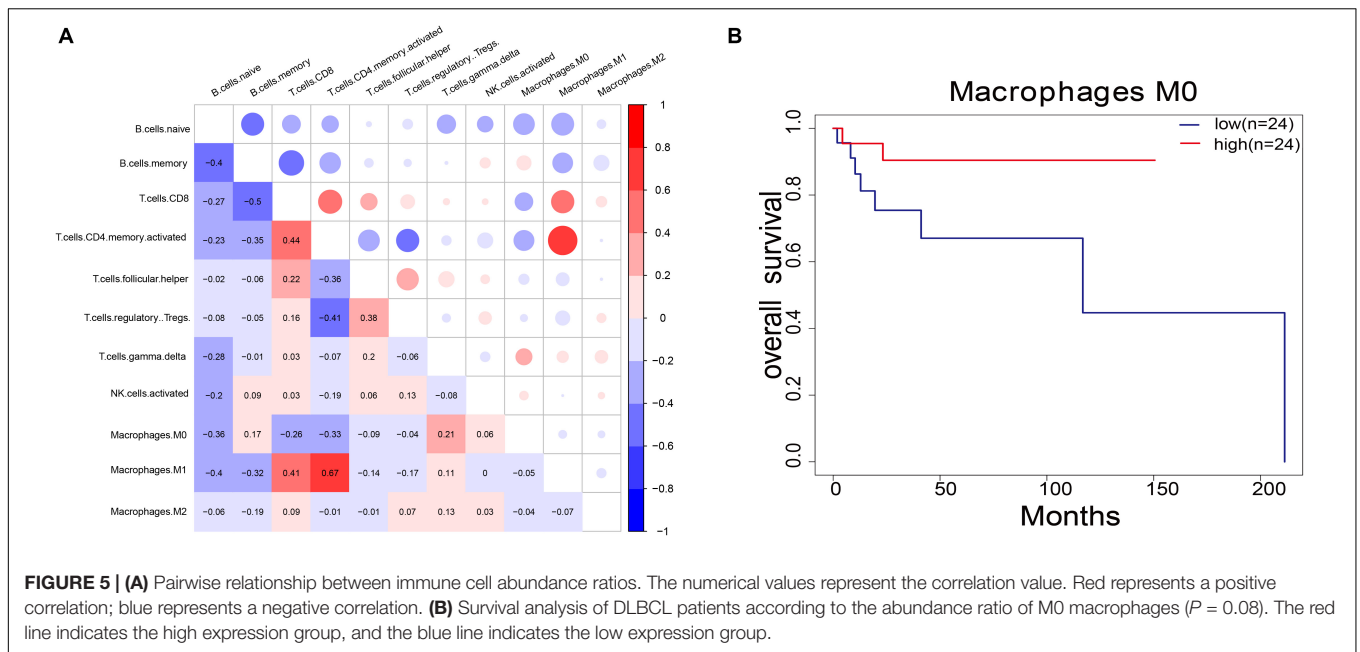 A
B.cells.naive
B.cells.memory
T.cells.CD8
T.cells.CD4.memory.activated
T.cells.follicular.helper
T.cells.regulatory..Tregs.
T.cells.gamma.delta
NK.cells.activated
Macrophages.M0
Macrophages.M1
Macrophages.M2
B.cells.naive
B.cells.memory −0.4
T.cells.CD8 −0.27 −0.5
T.cells.CD4.memory.activated −0.23 −0.35 0.44
T.cells.follicular.helper −0.02 −0.06 0.22 −0.36
T.cells.regulatory..Tregs. −0.08 −0.05 0.16 −0.41 0.38
T.cells.gamma.delta −0.28 −0.01 0.03 −0.07 0.2 −0.06
NK.cells.activated −0.2 0.09 0.03 −0.19 0.06 0.13 −0.08
Macrophages.M0 −0.36 0.17 −0.26 −0.33 −0.09 −0.04 0.21 0.06
Macrophages.M1 −0.4 −0.32 0.41 0.67 −0.14 −0.17 0.11 0 −0.05
Macrophages.M2 −0.06 −0.19 0.09 −0.01 −0.01 0.07 0.13 0.03 −0.04 −0.07
1
0.8
0.6
0.4
0.2
0
−0.2
−0.4
−0.6
−0.8
−1
B
Macrophages M0
low(n=24)
high(n=24)
overall survival
1.0
0.8
0.6
0.4
0.2
0.0
0 50 100 150 200
Months
FIGURE 5 | (A) Pairwise relationship between immune cell abundance ratios. The numerical values represent the correlation value. Red represents a positive
correlation; blue represents a negative correlation. (B) Survival analysis of DLBCL patients according to the abundance ratio of M0 macrophages (P = 0.08). The red
line indicates the high expression group, and the blue line indicates the low expression group.